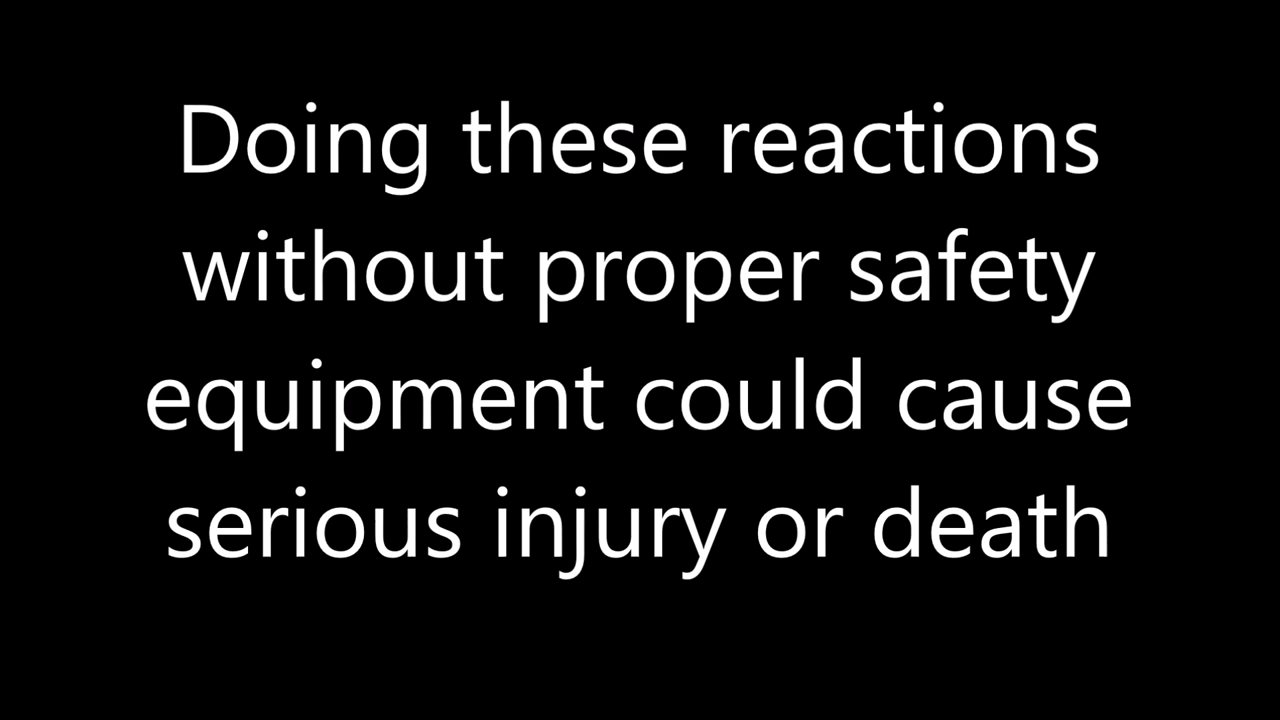 Doing these reactions
without proper safety
equipment could cause
serious injury or death